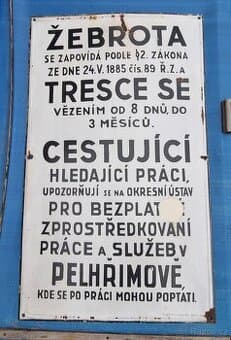 ŽEBROTA
SE ZAPOVÍDÁ PODLE §2. ZÁKONA
ZE DNE 24.V. 1885 čís. 89 Ř.Z. A
TRESCE SE
VĚZENÍM OD 8 DNŮ, DO
3 MĚSÍCŮ.
CESTUJÍCÍ
HLEDAJÍCÍ PRÁCI,
UPOZORŇUJÍ SE NA OKRESNÍ ÚSTAV
PRO BEZPLAT
ZPROSTŘEDKOVÁNÍ
PRÁCE A SLUŽEB V
PELHŘIMOVĚ,
KDE SE PO PRÁCI MOHOU POPTATI.